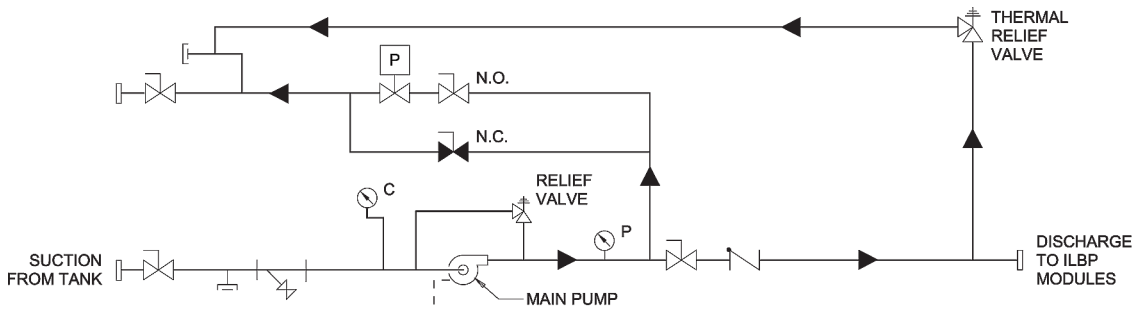 THERMAL
RELIEF
VALVE
P
N.O.
N.C.
C
RELIEF
VALVE
P
SUCTION
FROM TANK
MAIN PUMP
DISCHARGE
TO ILBP
MODULES